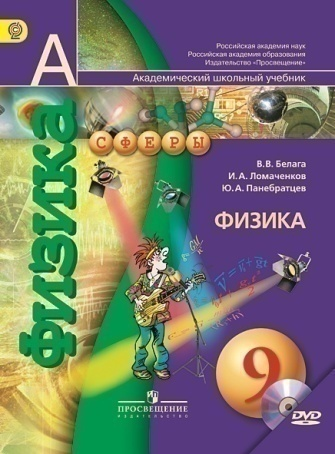 Российская академия наук
Российская академия образования
Издательство „Просвещение"
А
Академический школьный учебник
физика
СФЕРЫ
В.В. Белага
И.А. Ломаченков
Ю.А. Панебратцев
ФИЗИКА
9
DVD
ПРОСВЕЩЕНИЕ
ИЗДАТЕЛЬСТВО